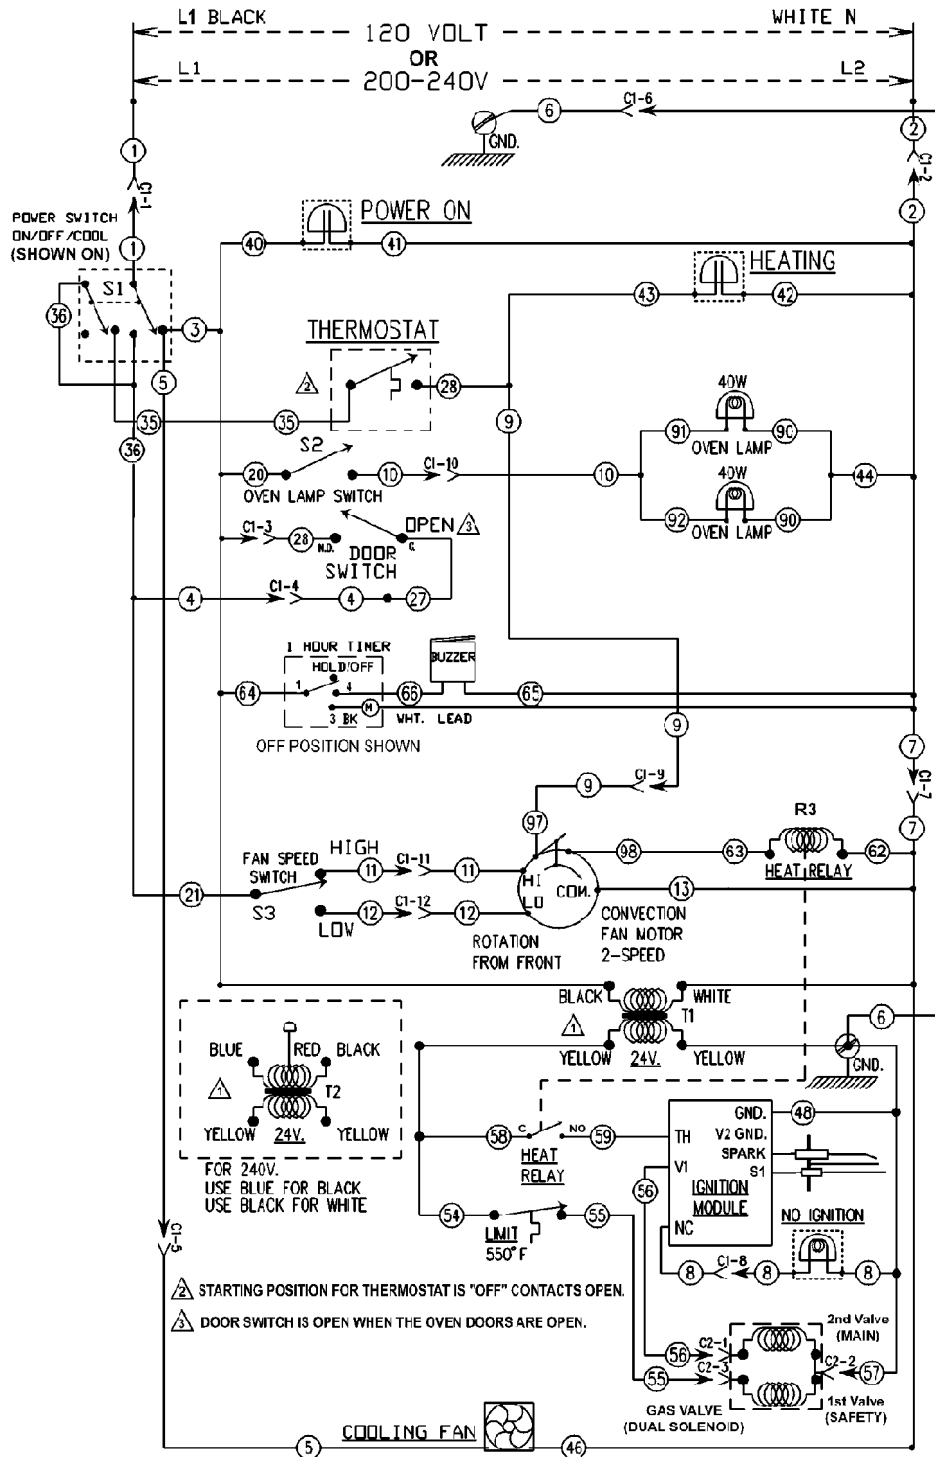 L1 BLACK
WHITE N
120 VOLT
OR
200-240V
L1
L2
6
C1-6
GND.
1
2
C1-1
C1-2
2
POWER SWITCH
ON/OFF/COOL
(SHOWN ON)
1
POWER ON
40
41
HEATING
43
42
S1
36
3
5
THERMOSTAT
2
28
9
35
35
36
40W
91
90
OVEN LAMP
S2
20
10
C1-10
10
44
OVEN LAMP SWITCH
40W
92
90
OVEN LAMP
C1-3
28
N.O.
OPEN
3
C.
DOOR
SWITCH
4
C1-4
4
27
1 HOUR TIMER
HOLD/OFF
BUZZER
64
1
4
66
65
3 BK
M
WHT. LEAD
OFF POSITION SHOWN
9
7
C1-7
7
9
C1-9
97
R3
98
63
62
HEAT RELAY
HIGH
FAN SPEED
SWITCH
11
C1-11
11
HI
LO
COM.
21
S3
12
C1-12
12
LOW
13
CONVECTION
FAN MOTOR
2-SPEED
ROTATION
FROM FRONT
BLACK
WHITE
T1
1
YELLOW
24V.
YELLOW
6
GND.
BLUE
RED
BLACK
1
T2
YELLOW
24V.
YELLOW
FOR 240V.
USE BLUE FOR BLACK
USE BLACK FOR WHITE
58
C
NO
59
HEAT
RELAY
TH
GND.
48
V2 GND.
SPARK
V1
S1
IGNITION
MODULE
56
NC
54
LIMIT
550°F
55
NO IGNITION
8
C1-8
8
8
C1-5
2 STARTING POSITION FOR THERMOSTAT IS "OFF" CONTACTS OPEN.
3 DOOR SWITCH IS OPEN WHEN THE OVEN DOORS ARE OPEN.
2nd Valve
(MAIN)
56
C2-1
55
C2-3
C2-2
57
GAS VALVE
(DUAL SOLENOID)
1st Valve
(SAFETY)
COOLING FAN
5
46